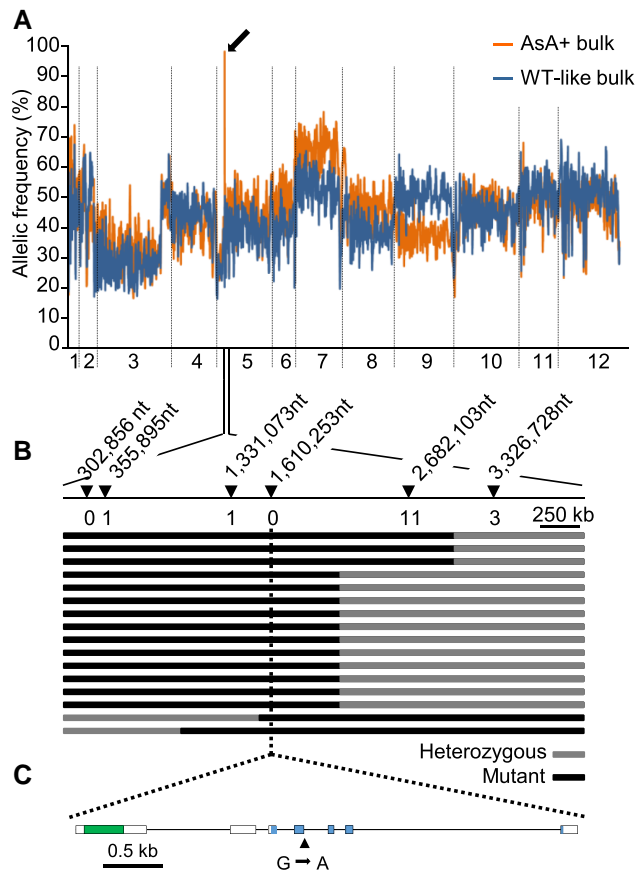 A
AsA+ bulk
WT-like bulk
Allelic frequency (%)
100
90
80
70
60
50
40
30
20
10
0
1 2 3 4 5 6 7 8 9 10 11 12
B
302,856 nt
355,895nt
1,331,073nt
1,610,253nt
2,682,103nt
3,326,728nt
0 1 1 0 11 3
250 kb
Heterozygous
Mutant
C
0.5 kb
G → A